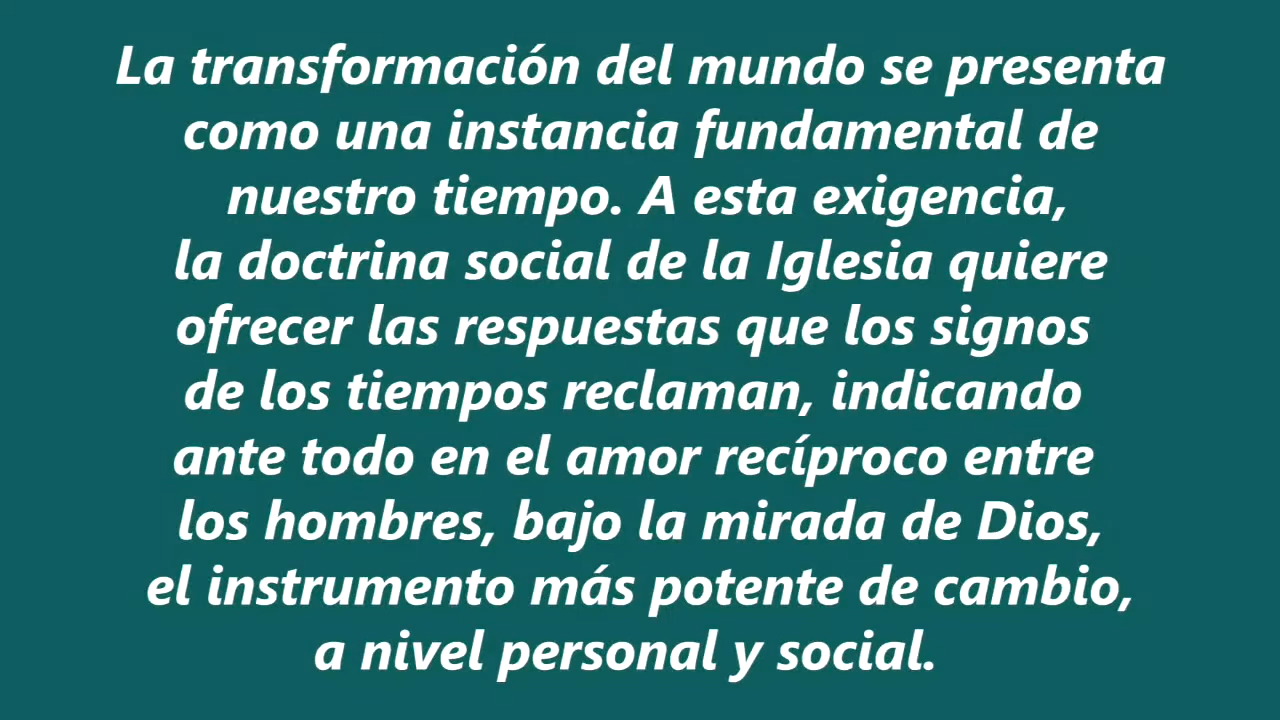 La transformación del mundo se presenta
como una instancia fundamental de
nuestro tiempo. A esta exigencia,
la doctrina social de la Iglesia quiere
ofrecer las respuestas que los signos
de los tiempos reclaman, indicando
ante todo en el amor recíproco entre
los hombres, bajo la mirada de Dios,
el instrumento más potente de cambio,
a nivel personal y social.